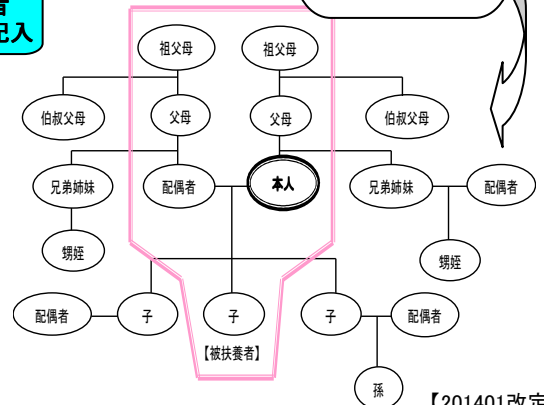 記入
祖父母
祖父母
伯叔父母
父母
父母
伯叔父母
兄弟姉妹
配偶者
本人
兄弟姉妹
配偶者
甥姪
甥姪
配偶者
子
子
子
配偶者
【被扶養者】
孫
【201401改定